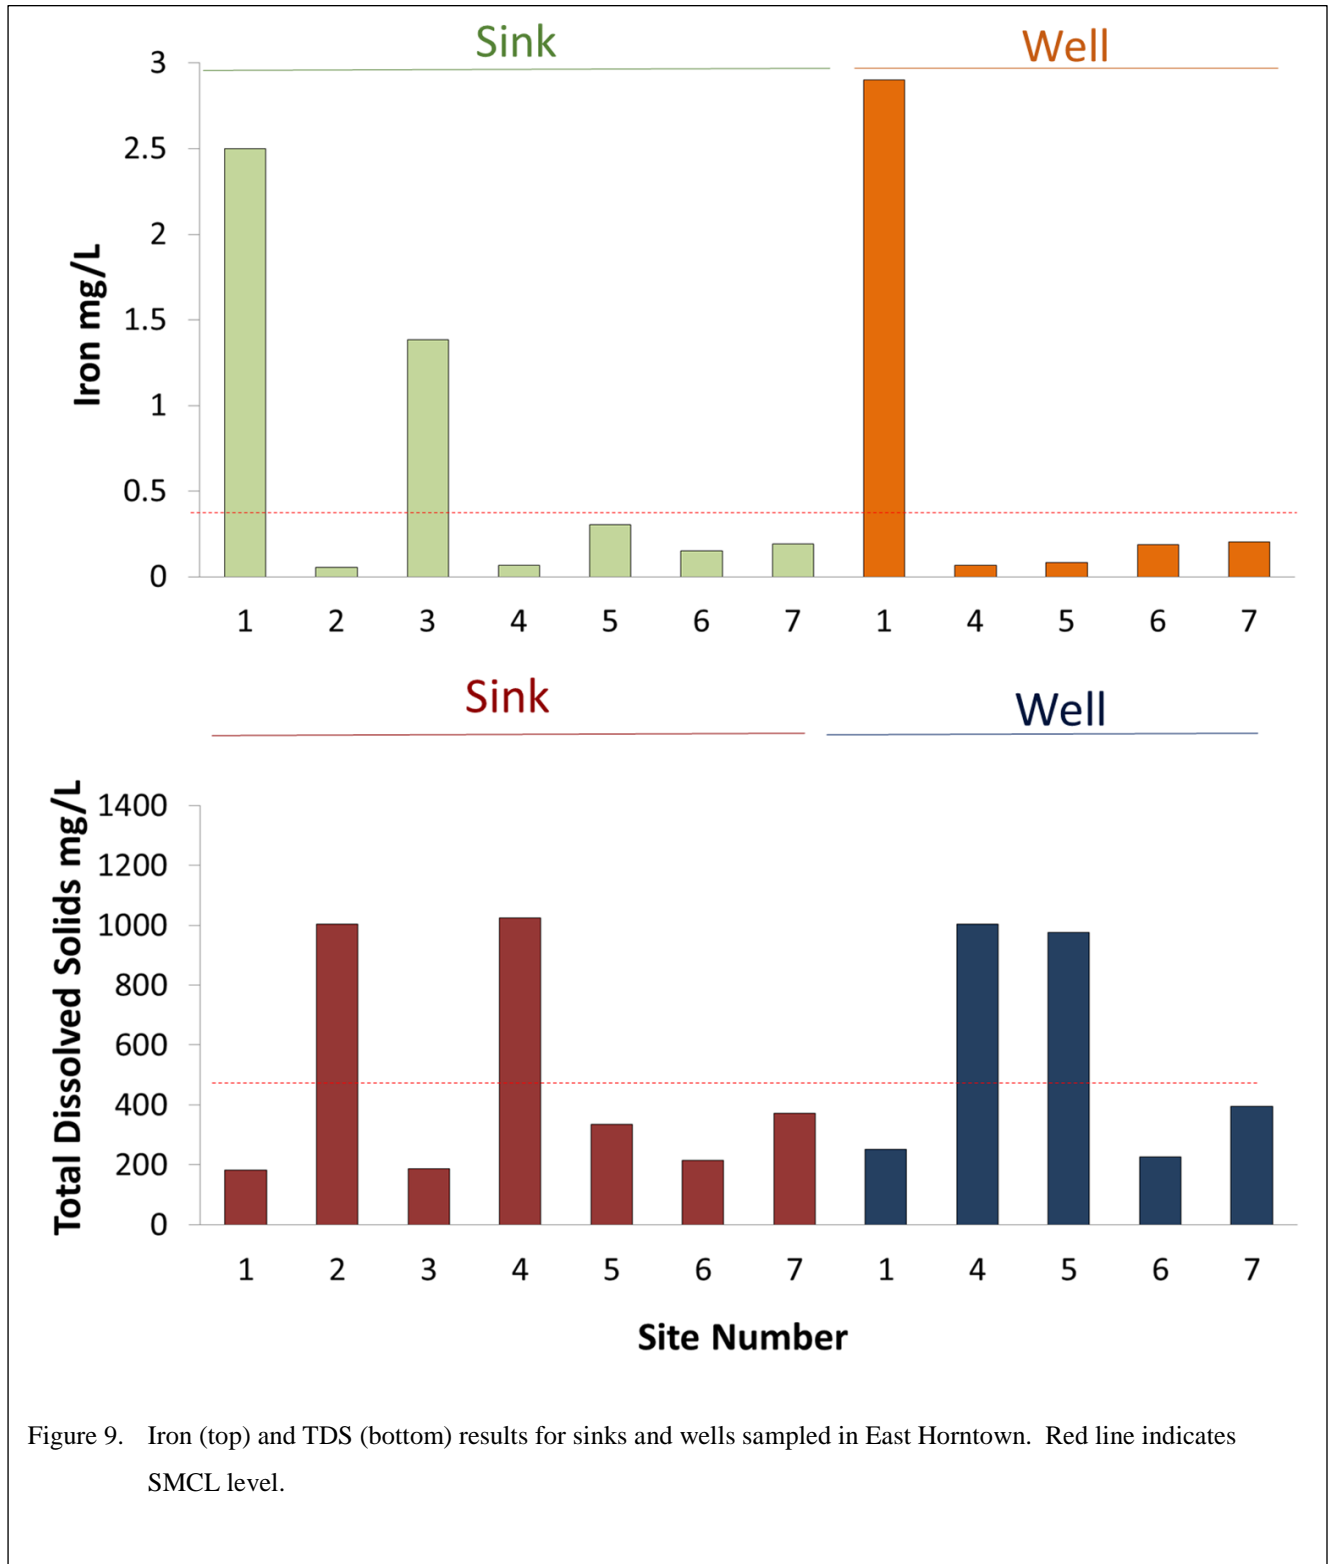 Sink Well
3
2.5
2
1.5
1
0.5
0
Iron mg/L
1 2 3 4 5 6 7 1 4 5 6 7
Sink Well
1400
1200
1000
800
600
400
200
0
Total Dissolved Solids mg/L
1 2 3 4 5 6 7 1 4 5 6 7
Site Number
Figure 9. Iron (top) and TDS (bottom) results for sinks and wells sampled in East Horntown. Red line indicates
SMCL level.